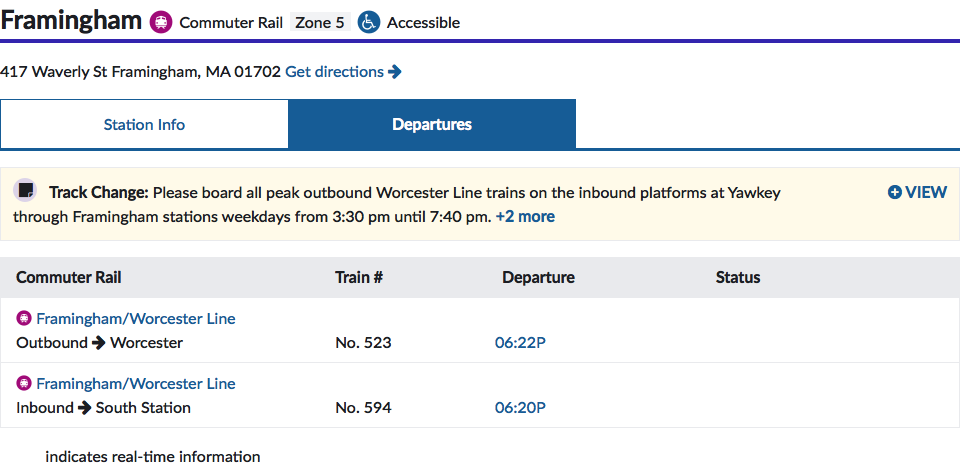 Framingham Commuter Rail Zone 5 Accessible
417 Waverly St Framingham, MA 01702 Get directions
Station Info Departures
Track Change: Please board all peak outbound Worcester Line trains on the inbound platforms at Yawkey VIEW
through Framingham stations weekdays from 3:30 pm until 7:40 pm. +2 more
Commuter Rail Train # Departure Status
Framingham/Worcester Line
Outbound → Worcester No. 523 06:22P
Framingham/Worcester Line
Inbound → South Station No. 594 06:20P
indicates real-time information